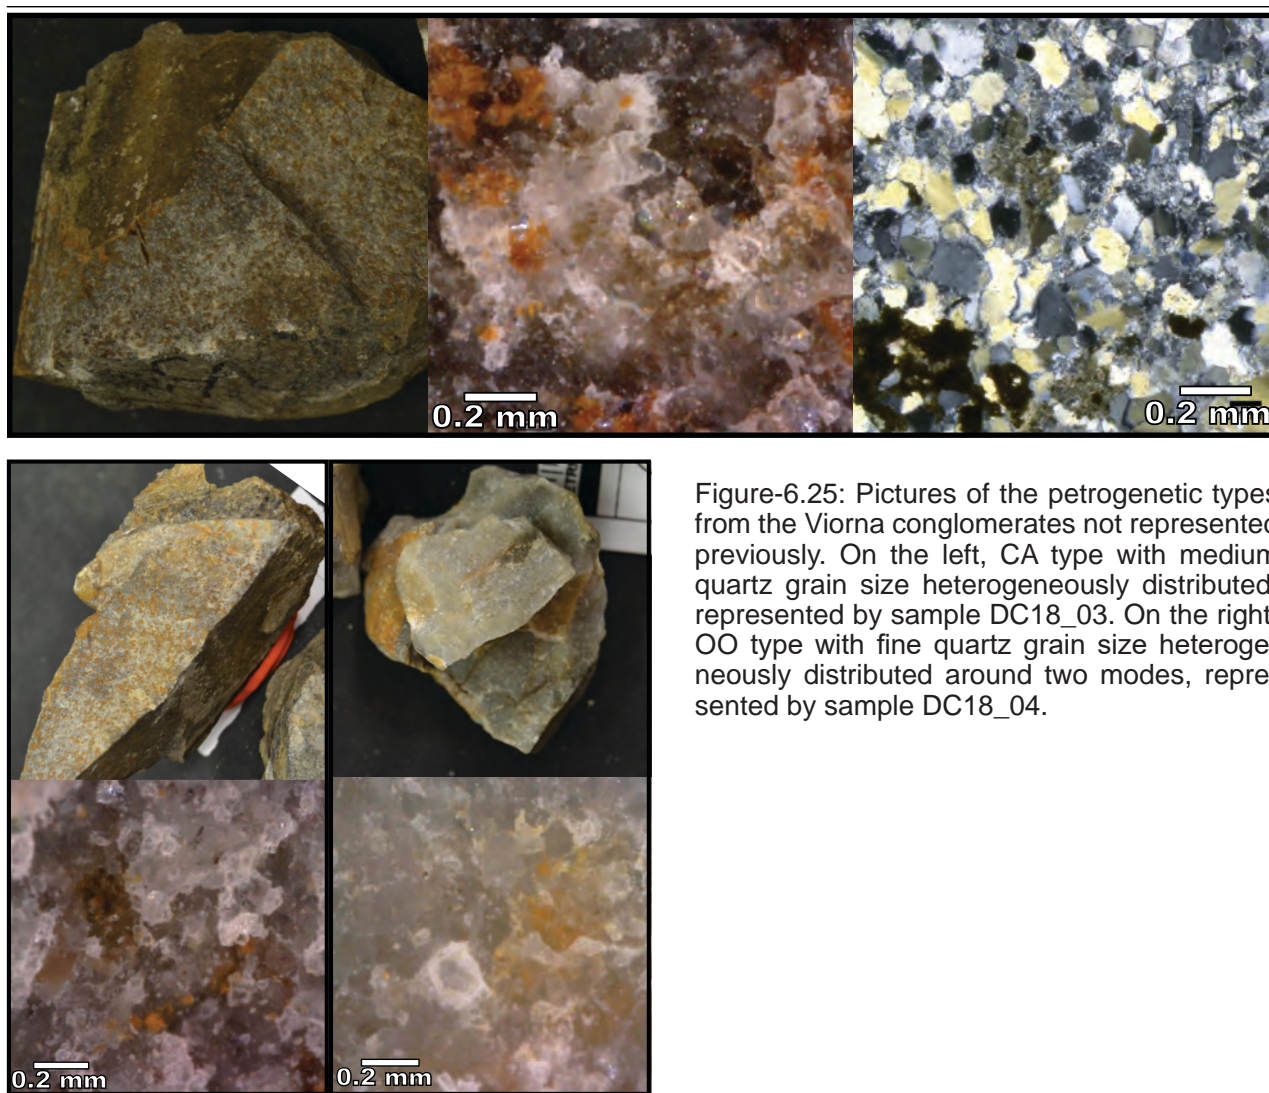 0.2 mm
0.2 mm
Figure-6.25: Pictures of the petrogenetic types
from the Viorna conglomerates not represented
previously. On the left, CA type with medium
quartz grain size heterogeneously distributed
represented by sample DC18_03. On the right
OO type with fine quartz grain size heteroge-
neously distributed around two modes, repre-
sented by sample DC18_04.
0.2 mm
0.2 mm